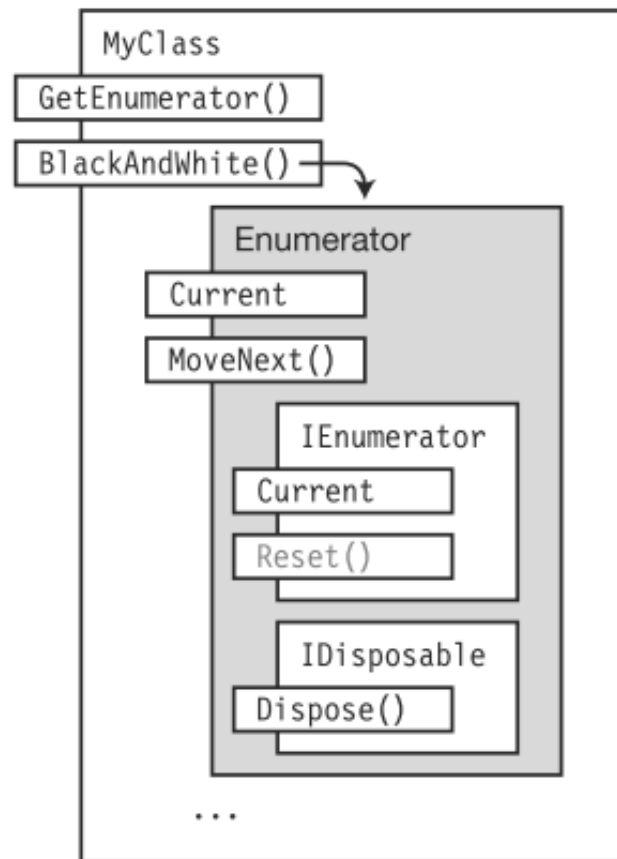 MyClass
GetEnumerator()
BlackAndWhite()
Enumerator
Current
MoveNext()
IEnumerator
Current
Reset()
IDisposable
Dispose()
...